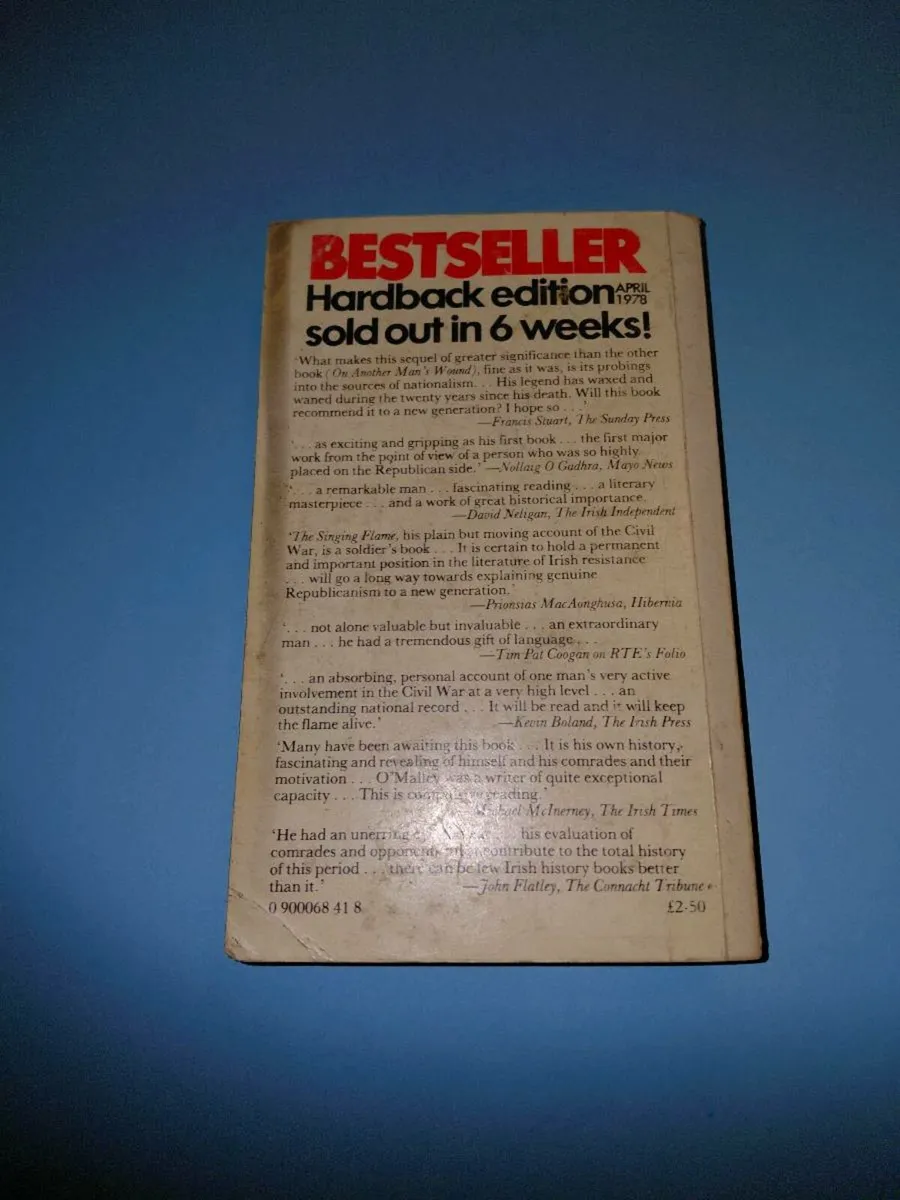 BESTSELLER
Hardback edition APRIL 1978
sold out in 6 weeks!
'What makes this sequel of greater significance than the other
book (On Another Man's Wound), fine as it was, is its probings
into the sources of nationalism. . . His legend has waxed and
waned during the twenty years since his death. Will this book
recommend it to a new generation? I hope so . . .'
—Francis Stuart, The Sunday Press
'. . . as exciting and gripping as his first book . . . the first major
work from the point of view of a person who was so highly
placed on the Republican side.' —Nollaig O Gadhra, Mayo News
'. . . a remarkable man . . . fascinating reading . . . a literary
masterpiece . . . and a work of great historical importance.
—David Neligan, The Irish Independent
'The Singing Flame, his plain but moving account of the Civil
War, is a soldier's book . . . It is certain to hold a permanent
and important position in the literature of Irish resistance
. . . will go a long way towards explaining genuine
Republicanism to a new generation.'
—Prionsias MacAonghusa, Hibernia
'. . . not alone valuable but invaluable . . . an extraordinary
man . . . he had a tremendous gift of language . . .
—Tim Pat Coogan on RTE's Folio
'. . . an absorbing, personal account of one man's very active
involvement in the Civil War at a very high level . . . an
outstanding national record . . . It will be read and it will keep
the flame alive.' —Kevin Boland, The Irish Press
'Many have been awaiting this book . . . It is his own history,
fascinating and revealing of himself and his comrades and their
motivation . . . O'Malley was a writer of quite exceptional
capacity . . . This is reading.'
Michael McInerney, The Irish Times
'He had an unerring . . . his evaluation of
comrades and opponents contribute to the total history
of this period . . . there can be few Irish history books better
than it.' —John Flatley, The Connacht Tribune
0 900068 41 8 £2·50